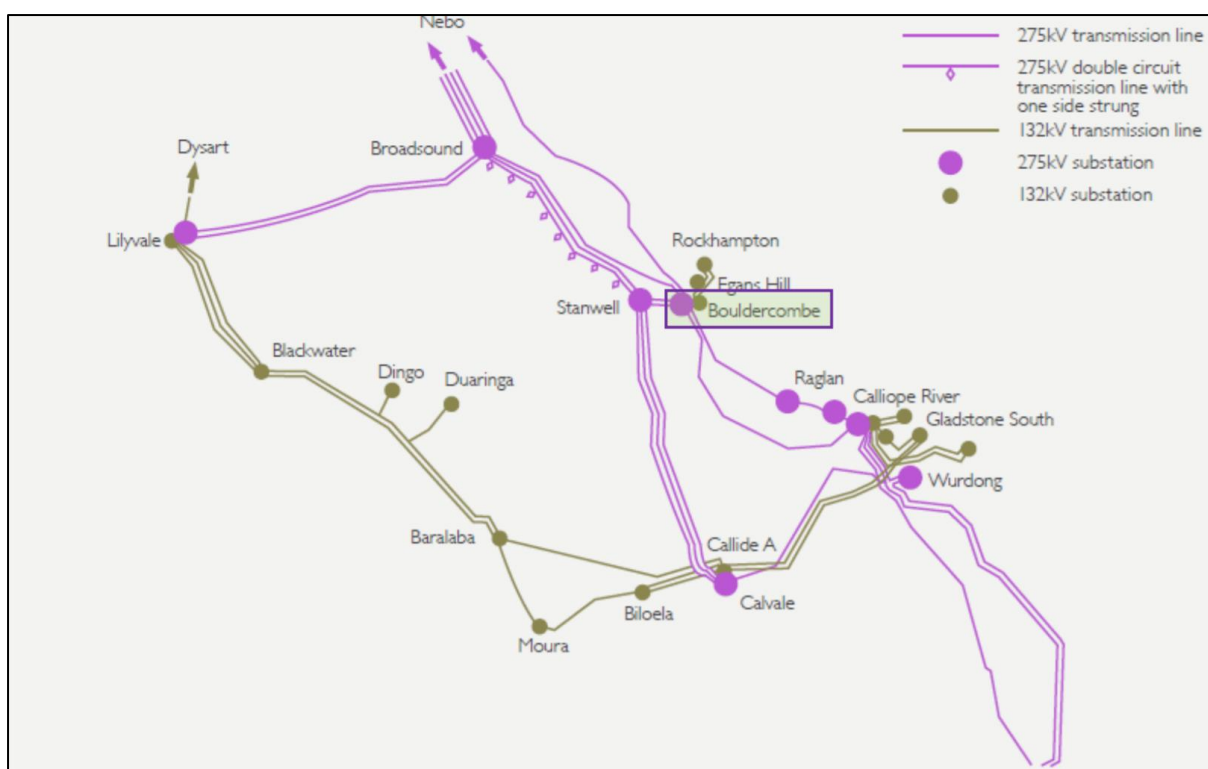 Nebo
275kV transmission line
275kV double circuit
transmission line with
one side strung
132kV transmission line
275kV substation
132kV substation
Dysart
Broadsound
Lilyvale
Rockhampton
Egans Hill
Bouldercombe
Stanwell
Blackwater
Dingo
Duaringa
Raglan
Calliope River
Gladstone South
Wurdong
Baralaba
Callide A
Biloela
Calvale
Moura